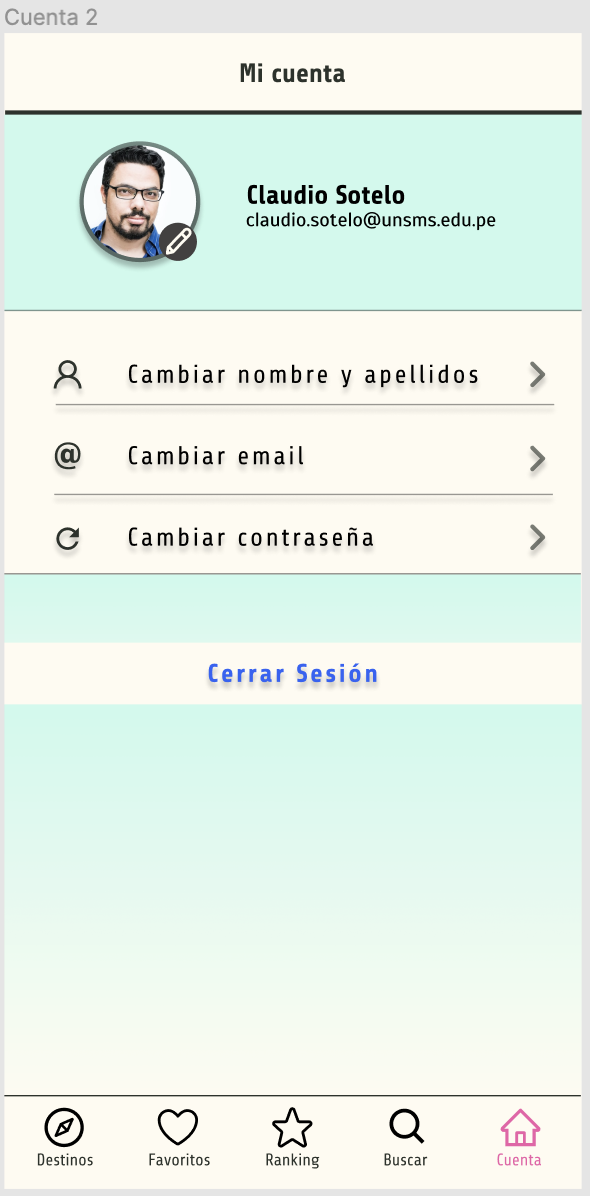 Cuenta 2
Mi cuenta
Claudio Sotelo
claudio.sotelo@unsms.edu.pe
Cambiar nombre y apellidos
@ Cambiar email
Cambiar contraseña
Cerrar Sesión
Destinos Favoritos Ranking Buscar Cuenta